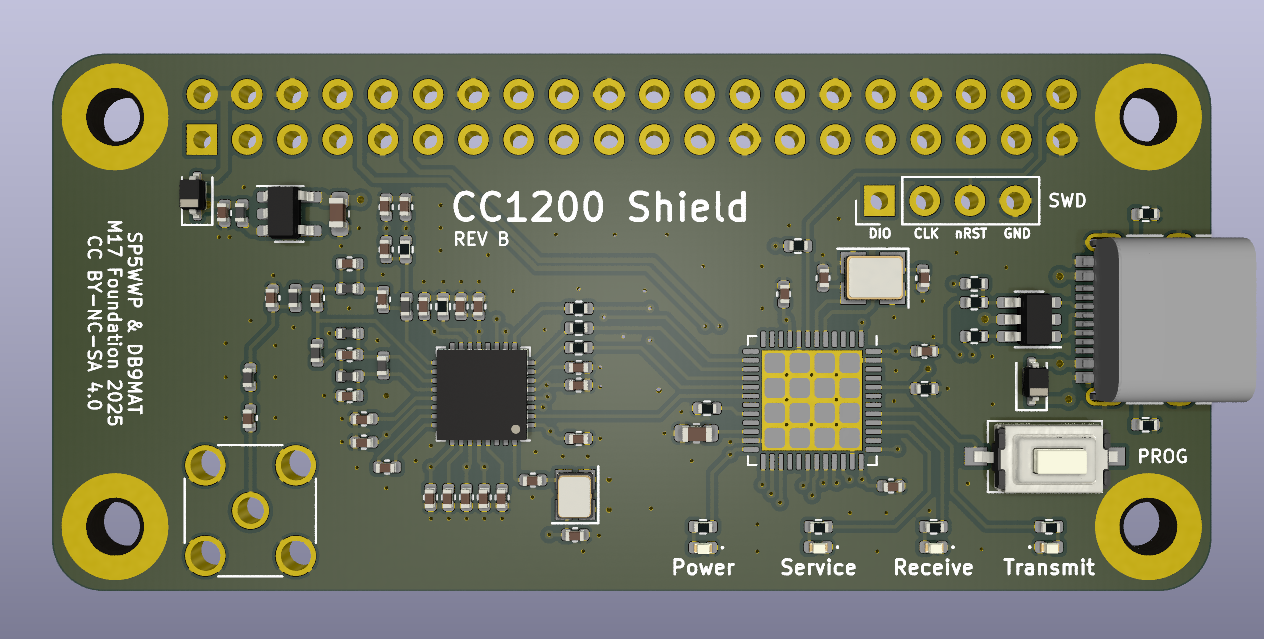 CC1200 Shield
REV B
SWD
DIO CLK nRST GND
SP5WWP & DB9MAT
M17 Foundation 2025
CC BY-NC-SA 4.0
PROG
Power Service Receive Transmit